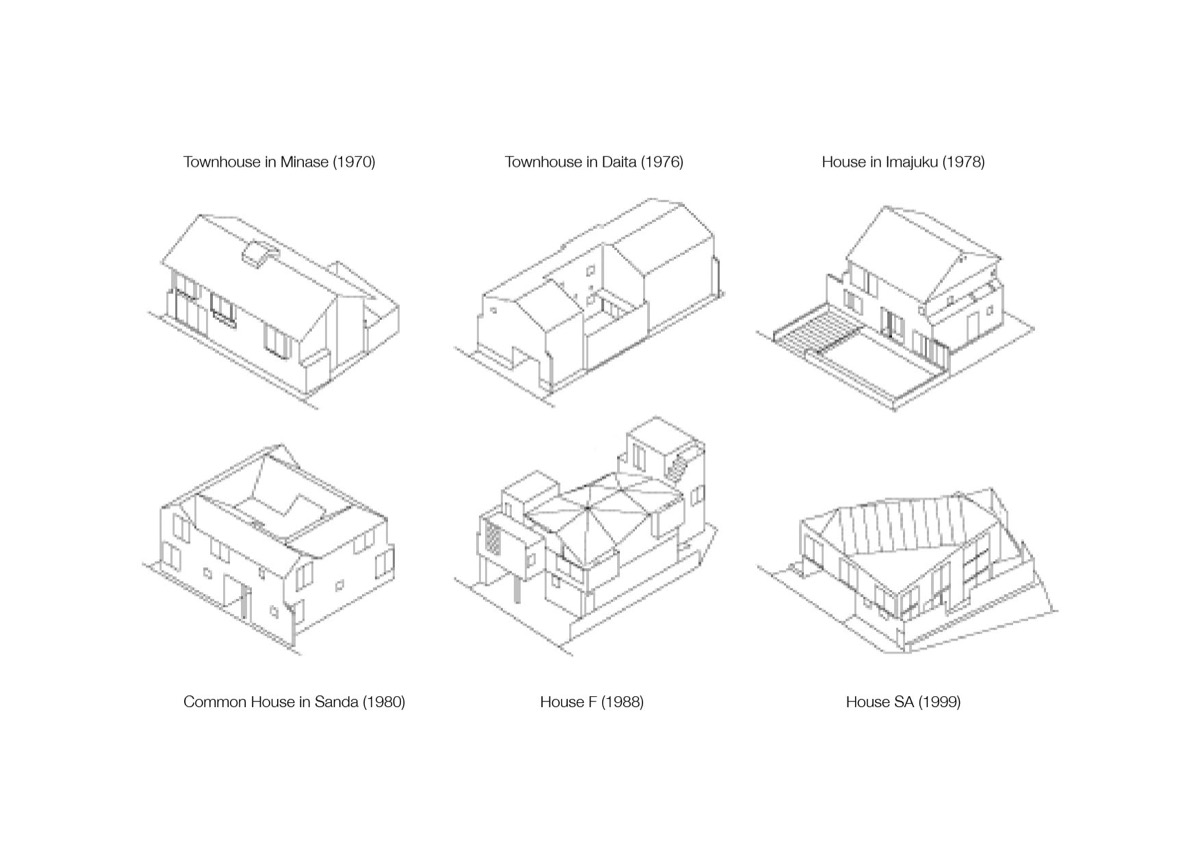 Townhouse in Minase (1970)
Townhouse in Daita (1976)
House in Imajuku (1978)
Common House in Sanda (1980)
House F (1988)
House SA (1999)